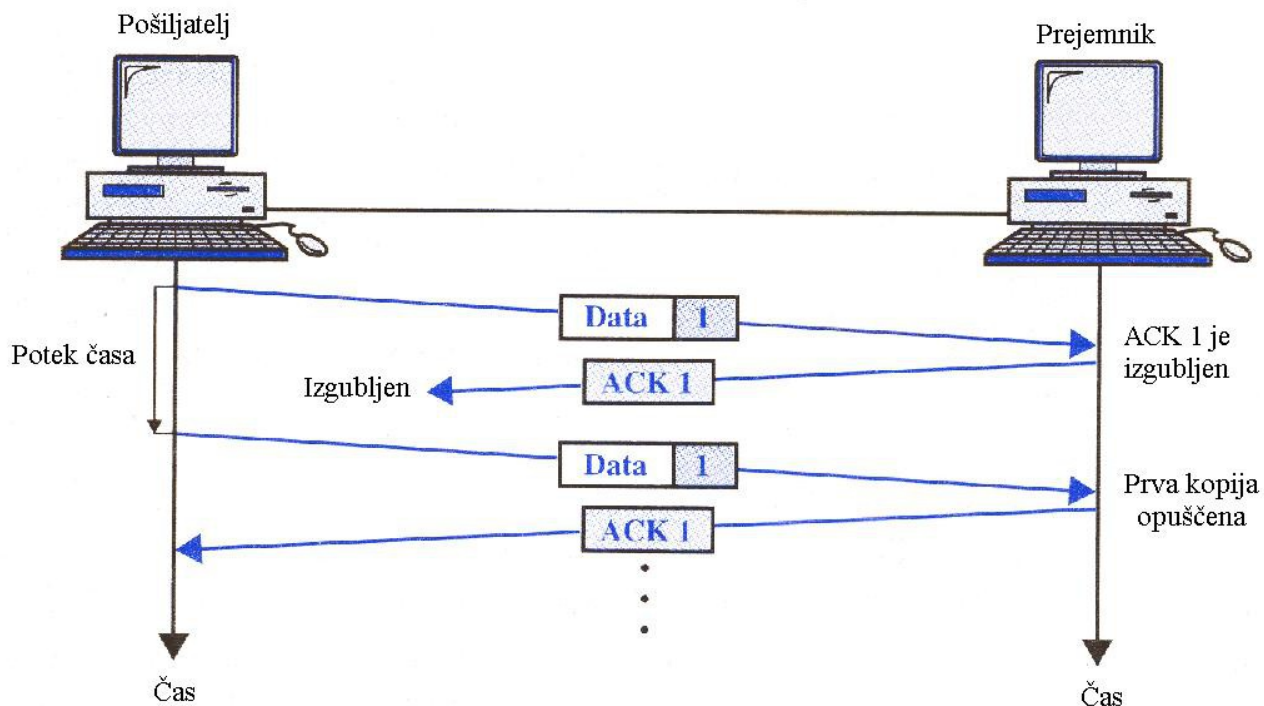 Pošiljatelj
Prejemnik
Data 1
Potek časa
ACK 1 je
izgubljen
Izgubljen
ACK 1
Data 1
Prva kopija
opuščena
ACK 1
Čas
Čas